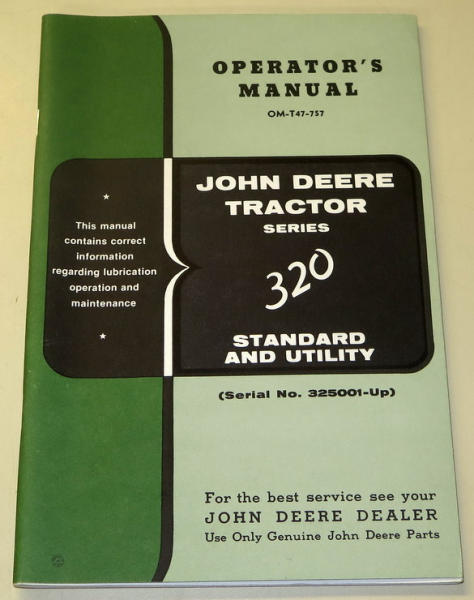 OPERATOR'S
MANUAL
OM-T47-757
★
This manual
contains correct
information
regarding lubrication
operation and
maintenance
★
JOHN DEERE
TRACTOR
SERIES
320
STANDARD
AND UTILITY
(Serial No. 325001-Up)
For the best service see your
JOHN DEERE DEALER
Use Only Genuine John Deere Parts